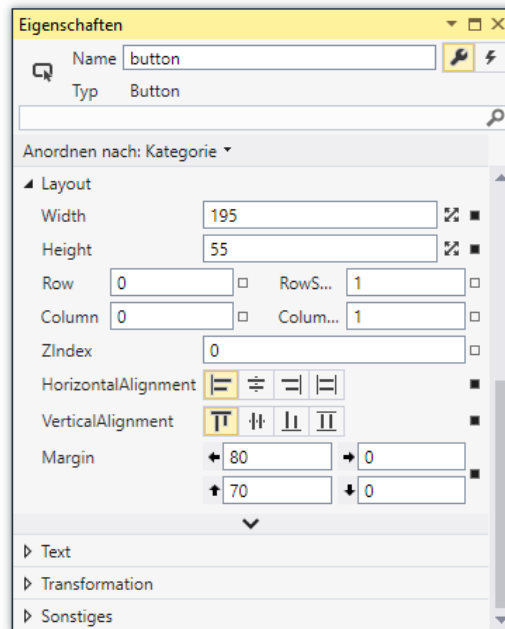 Eigenschaften
Name button
Typ Button
Anordnen nach: Kategorie
Layout
Width 195
Height 55
Row 0 RowS... 1
Column 0 Colum... 1
ZIndex 0
HorizontalAlignment
VerticalAlignment
Margin 80 0
70 0
Text
Transformation
Sonstiges